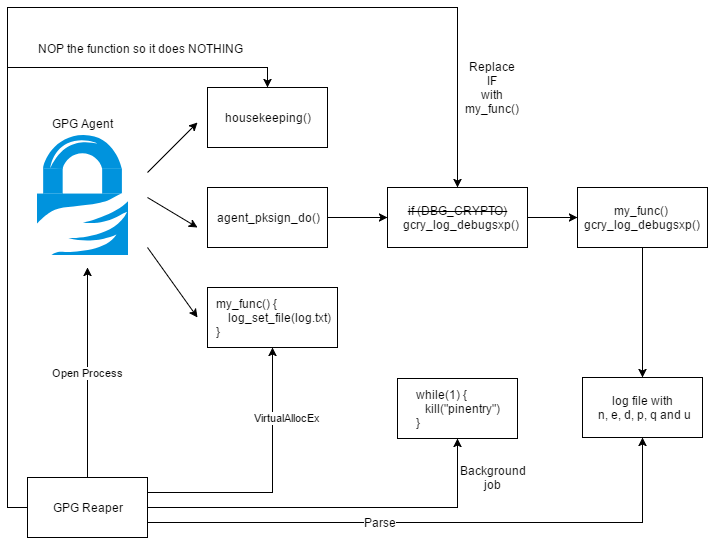 NOP the function so it does NOTHING
Replace
IF
with
my_func()
GPG Agent
housekeeping()
agent_pksign_do()
if (DBG_CRYPTO)
gcry_log_debugsxp()
my_func()
gcry_log_debugsxp()
my_func() {
log_set_file(log.txt)
}
Open Process
VirtualAllocEx
while(1) {
kill("pinentry")
}
log file with
n, e, d, p, q and u
Background
job
GPG Reaper
Parse